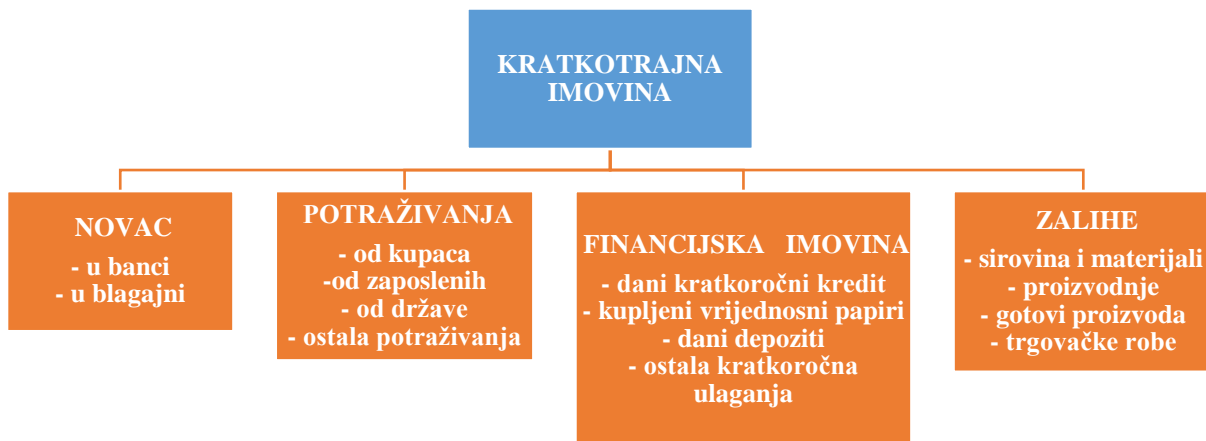 KRATKOTRAJNA
IMOVINA
NOVAC
- u banci
- u blagajni
POTRAŽIVANJA
- od kupaca
-od zaposlenih
- od države
- ostala potraživanja
FINANCIJSKA IMOVINA
- dani kratkoročni kredit
- kupljeni vrijednosni papiri
- dani depoziti
- ostala kratkoročna
ulaganja
ZALIHE
- sirovina i materijali
- proizvodnje
- gotovi proizvoda
- trgovačke robe